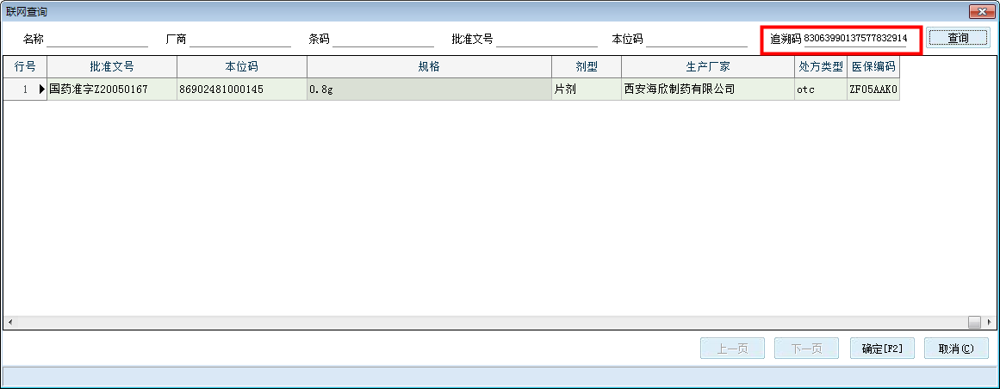 联网查询
名称 厂商 条码 批准文号 本位码 追溯码 83063990137577832914 查询
行号 批准文号 本位码 规格 剂型 生产厂家 处方类型 医保编码
1 国药准字Z20050167 86902481000145 0.8g 片剂 西安海欣制药有限公司 otc ZF05AAK0
上一页 下一页 确定[F2] 取消(C)